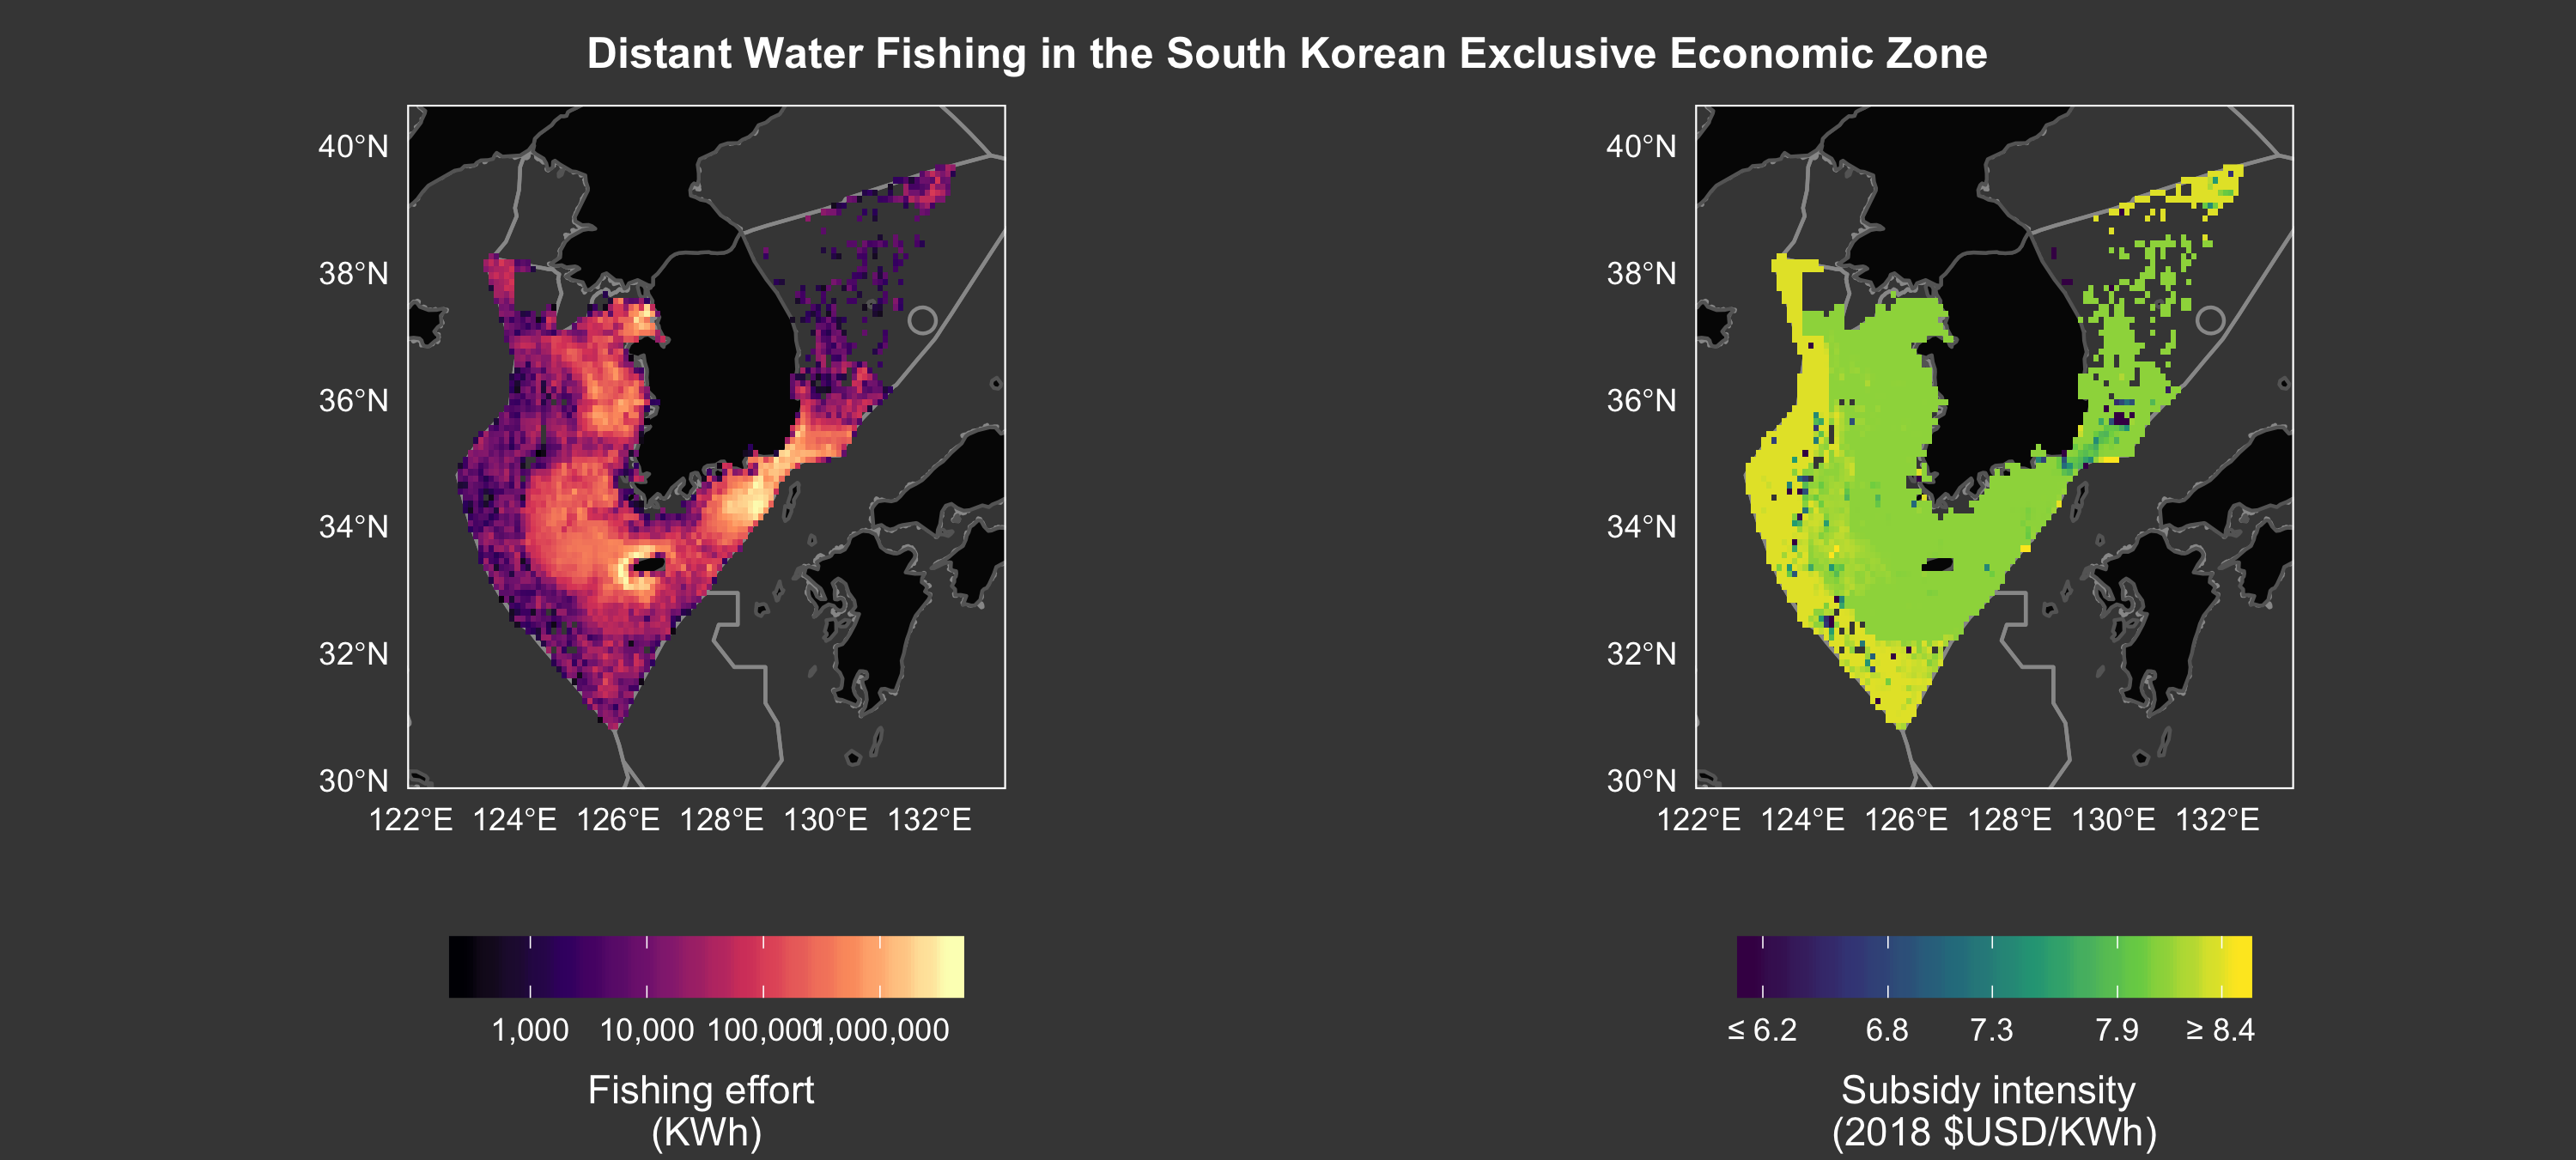 Distant Water Fishing in the South Korean Exclusive Economic Zone
40°N
38°N
36°N
34°N
32°N
30°N
122°E 124°E 126°E 128°E 130°E 132°E
1,000 10,000 100,000 1,000,000
Fishing effort
(KWh)
40°N
38°N
36°N
34°N
32°N
30°N
122°E 124°E 126°E 128°E 130°E 132°E
≤ 6.2 6.8 7.3 7.9 ≥ 8.4
Subsidy intensity
(2018 $USD/KWh)